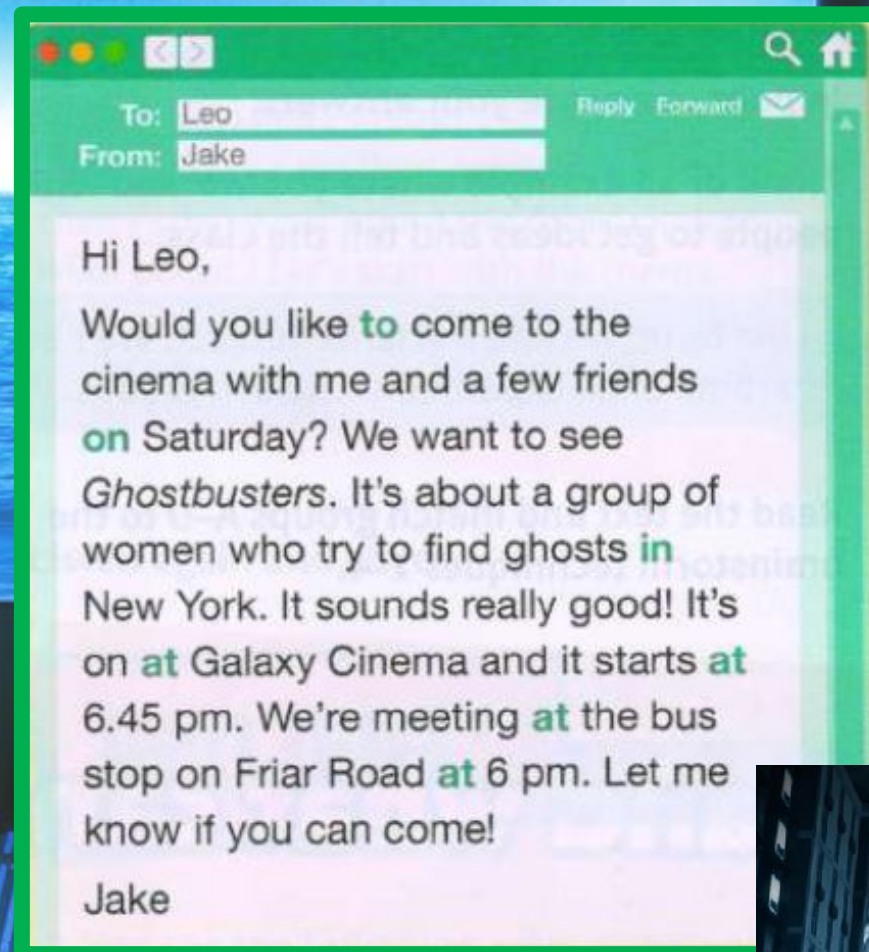 To: Leo
Reply Forward
From: Jake
Hi Leo,
Would you like to come to the
cinema with me and a few friends
on Saturday? We want to see
Ghostbusters. It's about a group of
women who try to find ghosts in
New York. It sounds really good! It's
on at Galaxy Cinema and it starts at
6.45 pm. We're meeting at the bus
stop on Friar Road at 6 pm. Let me
know if you can come!
Jake